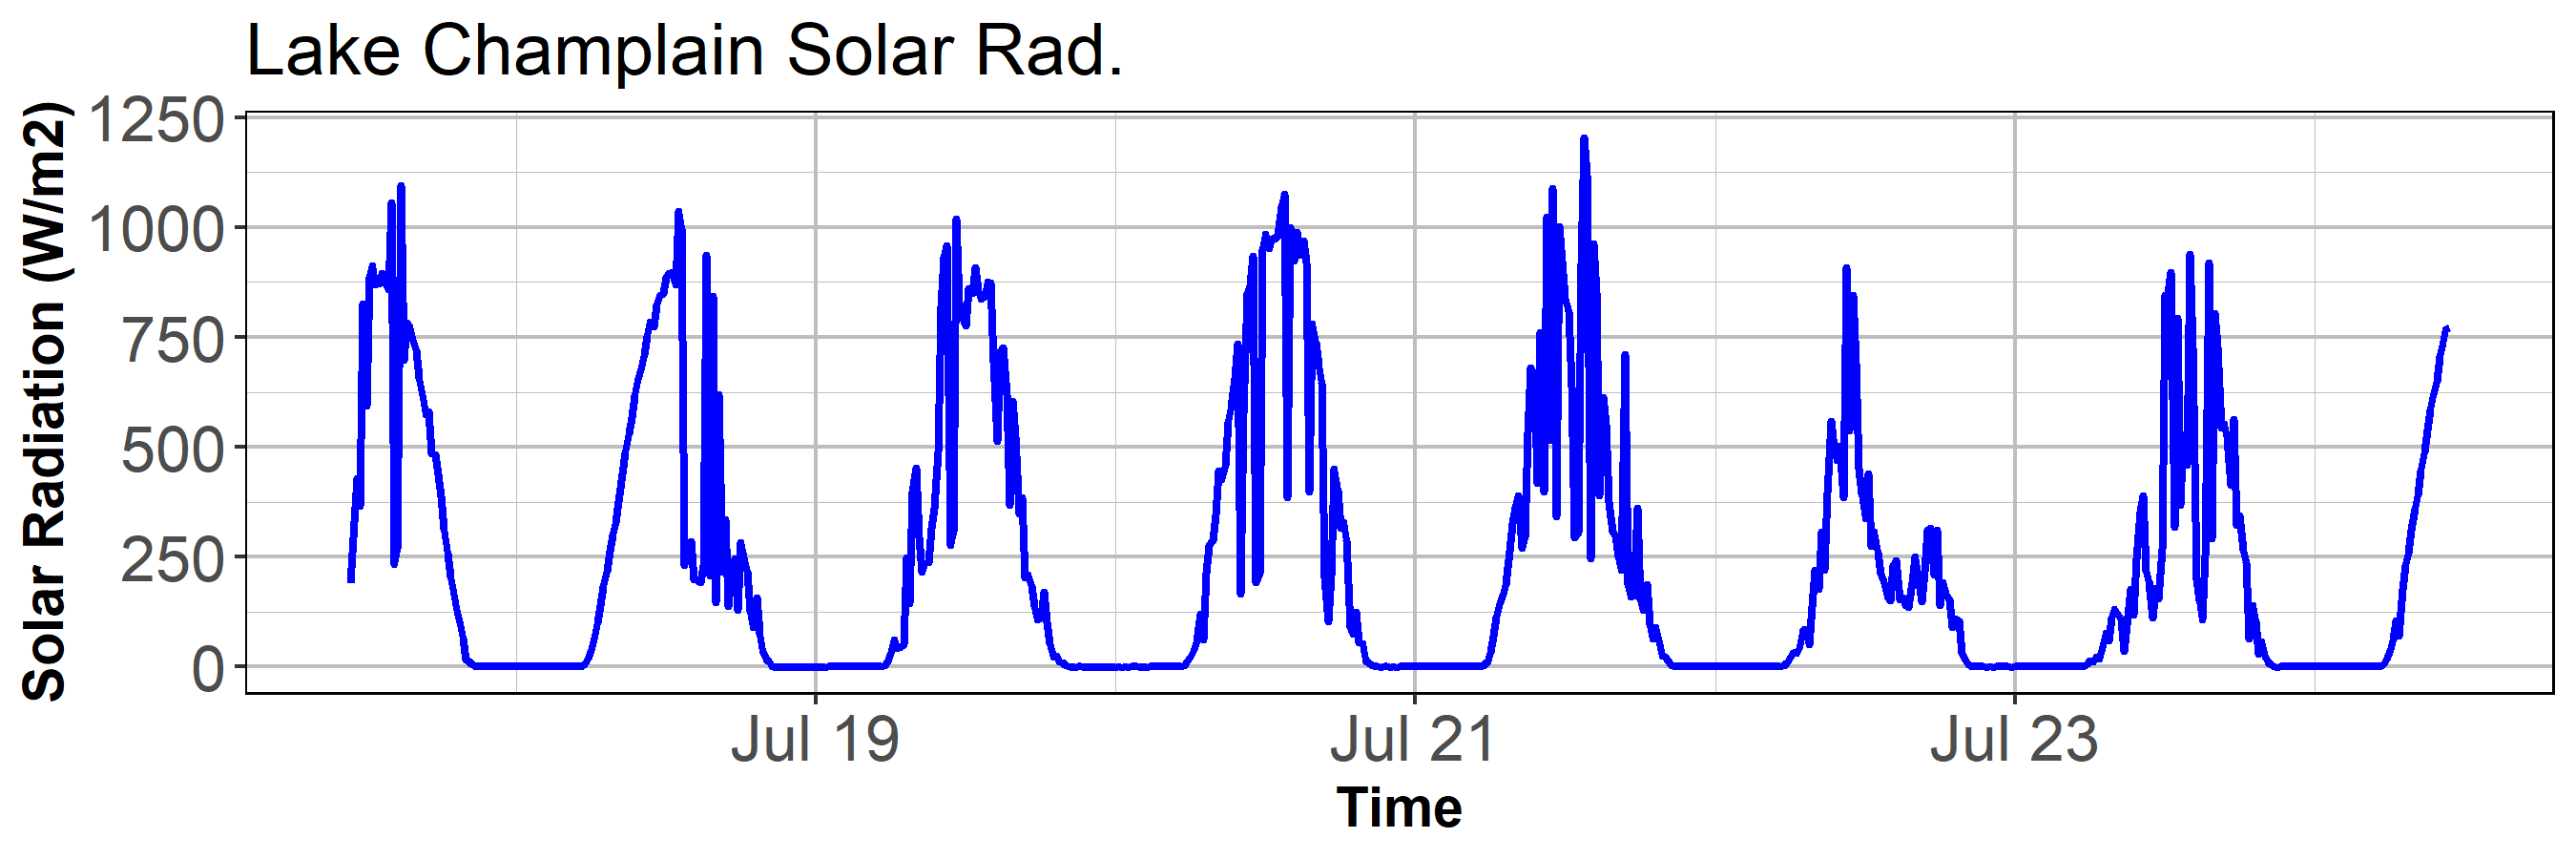 Lake Champlain Solar Rad.
Solar Radiation (W/m2)
1250
1000
750
500
250
0
Jul 19
Jul 21
Jul 23
Time